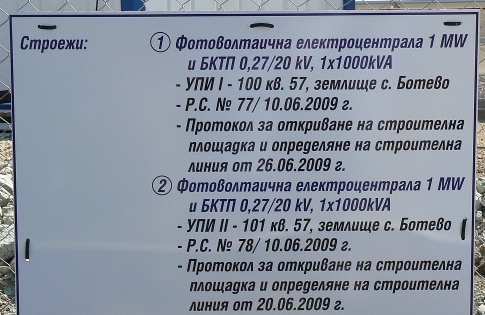 Строежи: ① Фотоволтаична електроцентрала 1 MW
и БКТП 0,27/20 kV, 1x1000kVA
- УПИ I - 100 кв. 57, землище с. Ботево
- Р.С. № 77/ 10.06.2009 г.
- Протокол за откриване на строителна
площадка и определяне на строителна
линия от 26.06.2009 г.
② Фотоволтаична електроцентрала 1 MW
и БКТП 0,27/20 kV, 1x1000kVA
- УПИ II - 101 кв. 57, землище с. Ботево
- Р.С. № 78/ 10.06.2009 г.
- Протокол за откриване на строителна
площадка и определяне на строителна
линия от 20.06.2009 г.